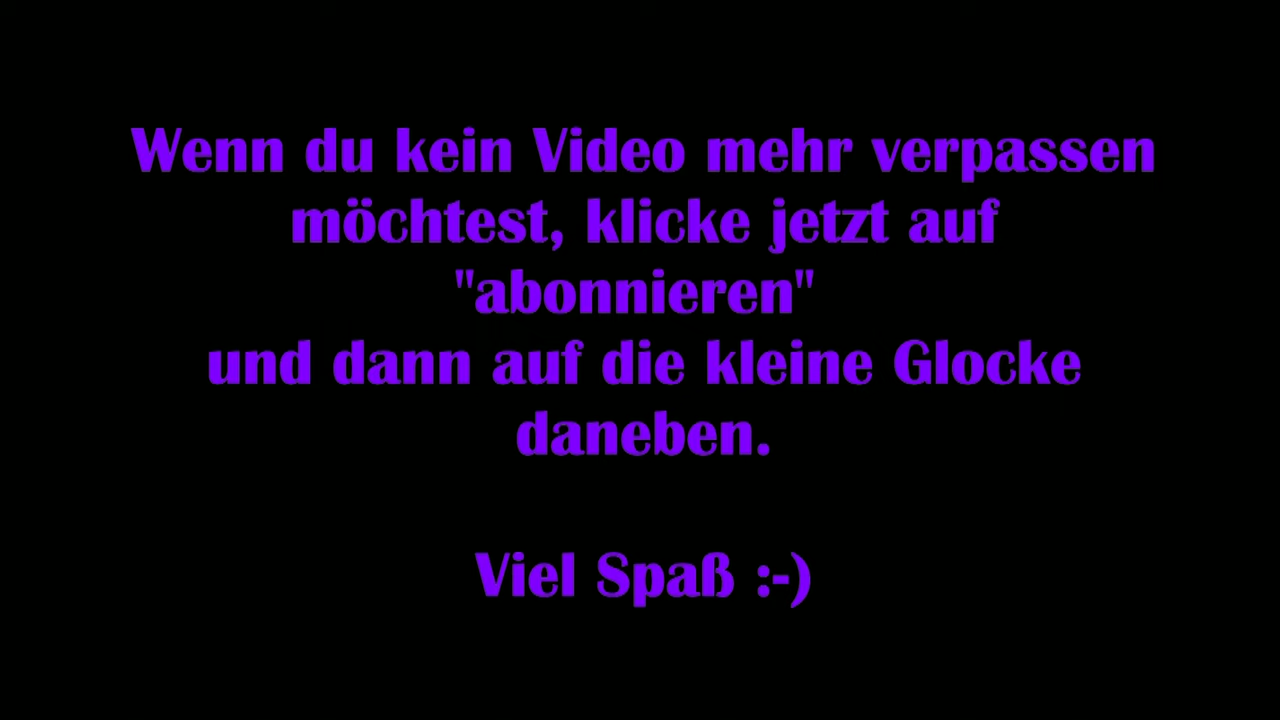 Wenn du kein Video mehr verpassen
möchtest, klicke jetzt auf
"abonnieren"
und dann auf die kleine Glocke
daneben.
Viel Spaß :-)